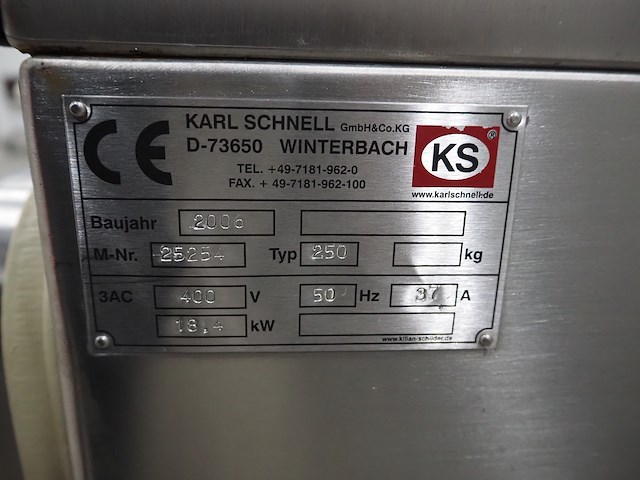 CE KARL SCHNELL GmbH&Co.KG
D-73650 WINTERBACH
TEL. +49-7181-962-0
FAX. + 49-7181-962-100
KS ®
www.karlschnell.de
Baujahr
M-Nr. 25254 Typ 250 kg
3AC 400 V 50 Hz 37 A
18,4 kW
www.kilian-schilder.de